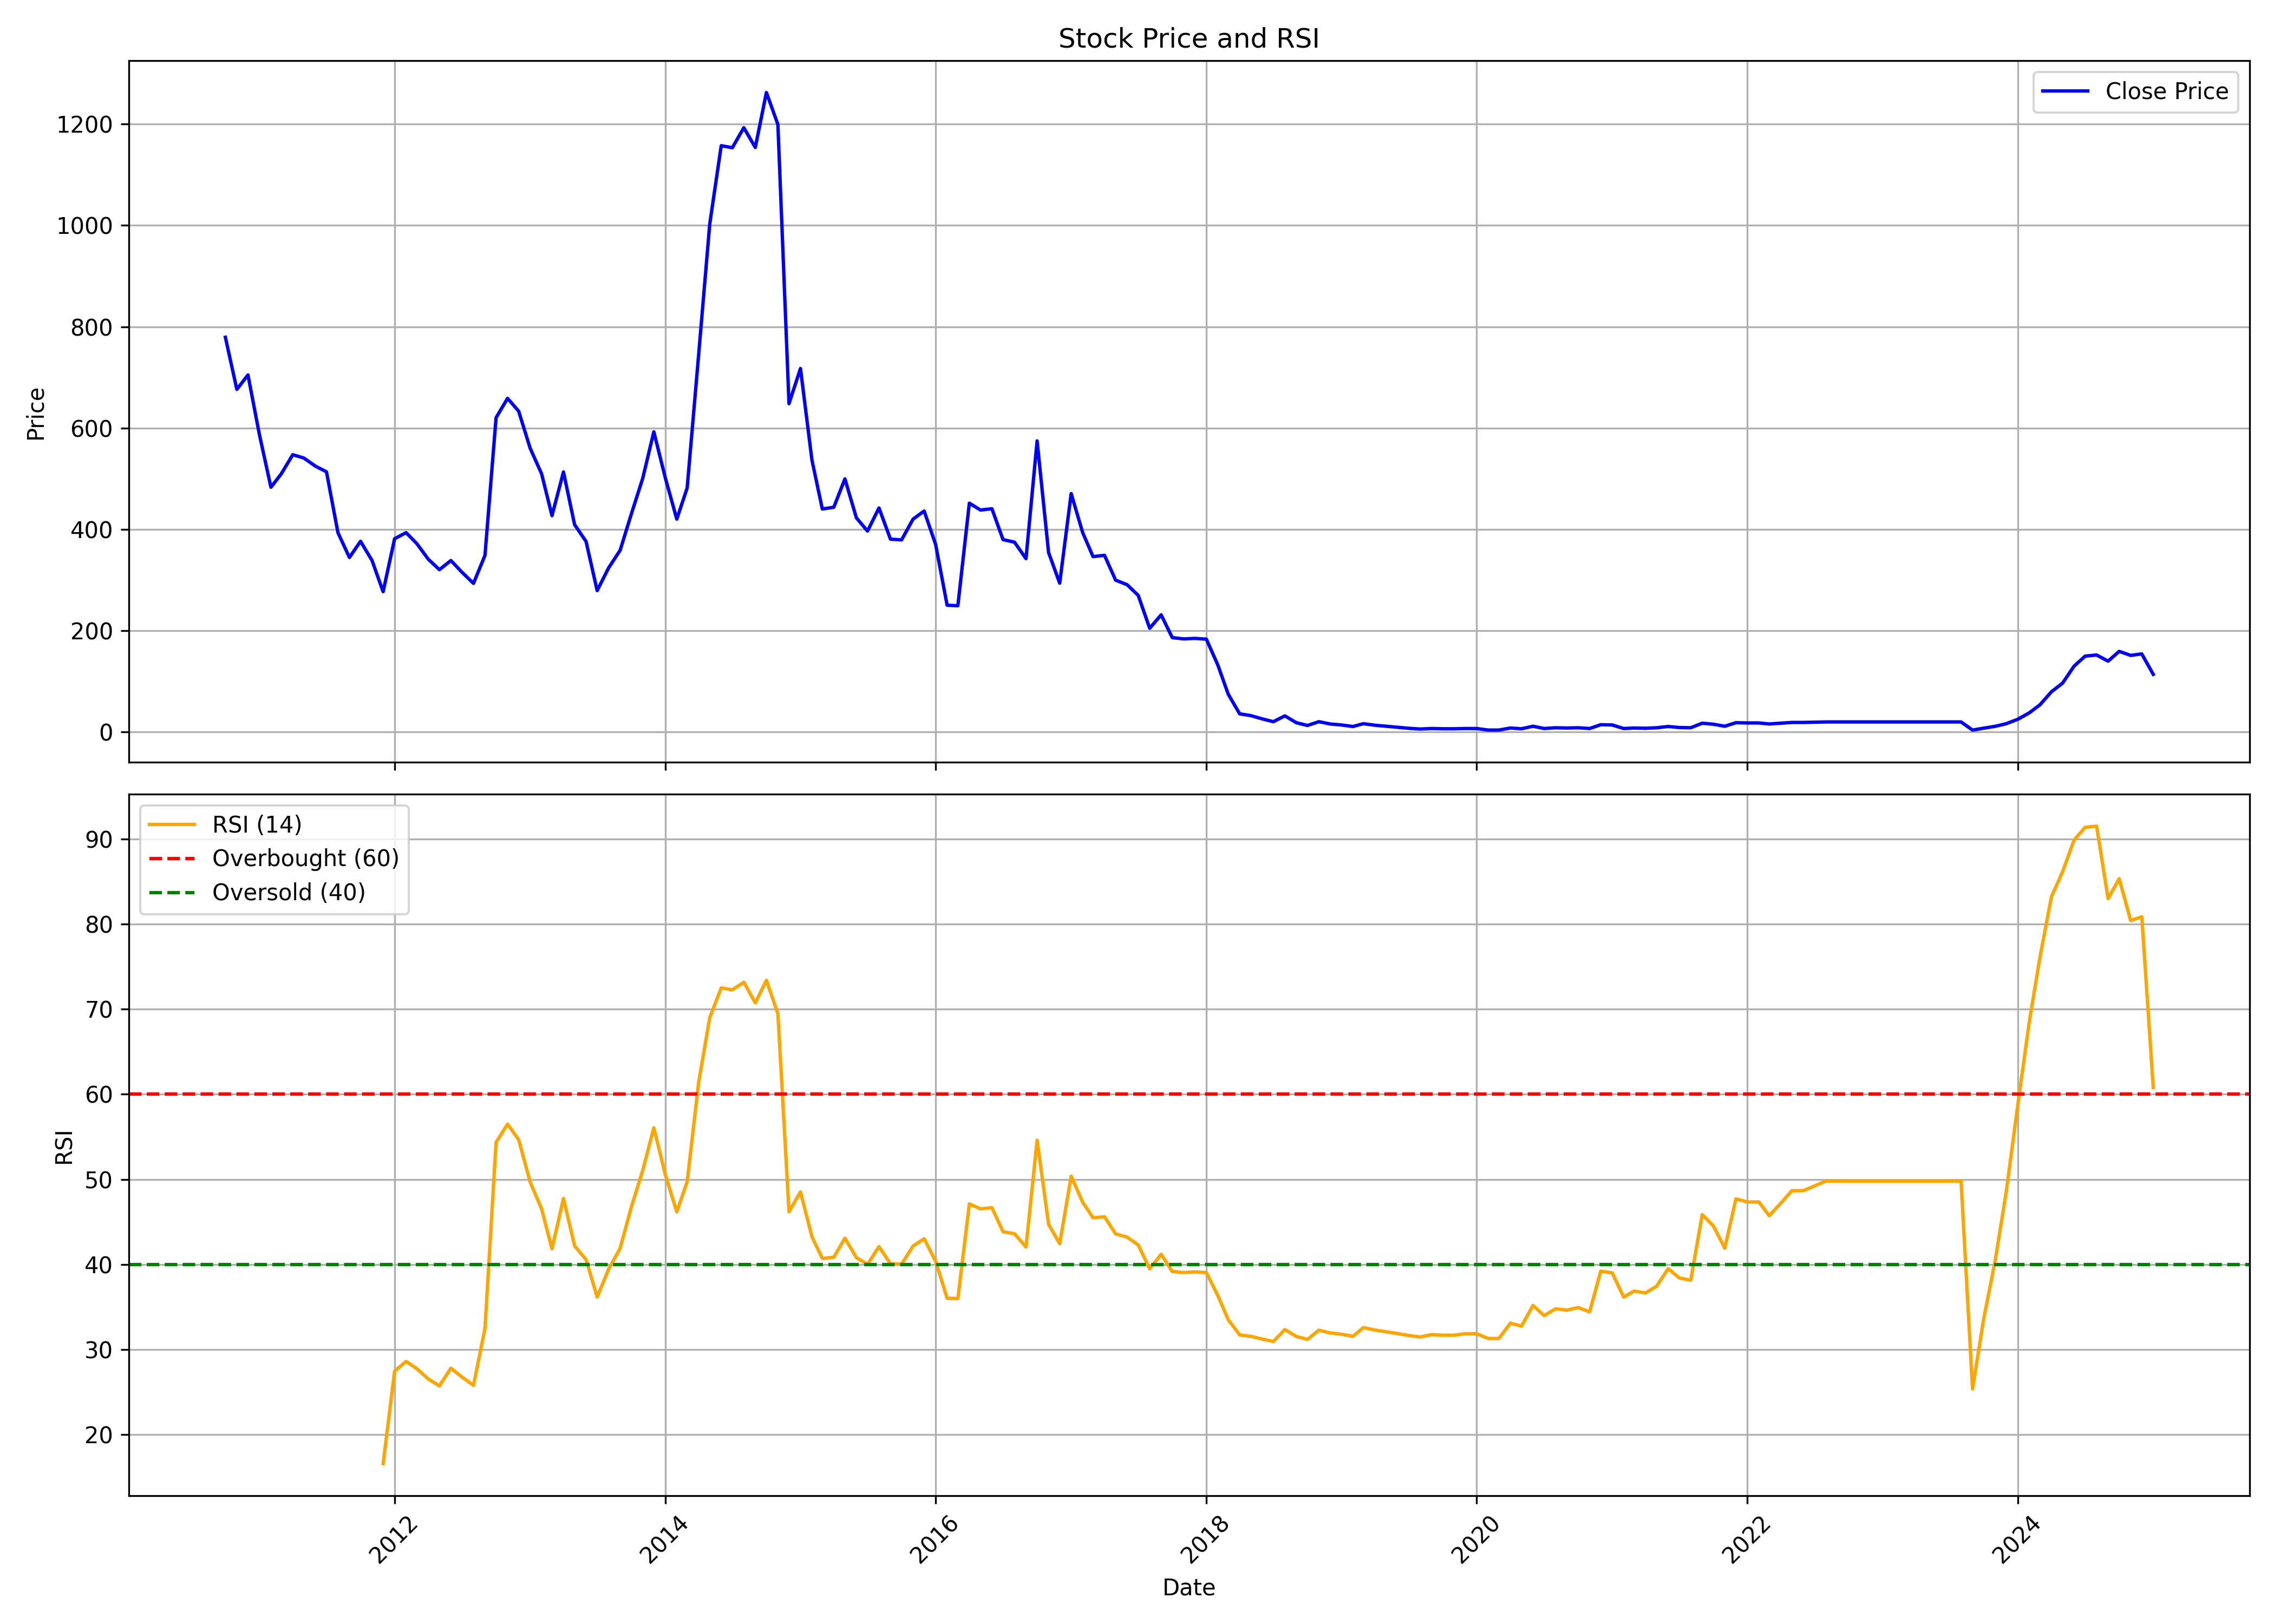 Stock Price and RSI
Close Price
1200
1000
800
600
400
200
0
Price
RSI (14)
Overbought (60)
Oversold (40)
90
80
70
60
50
40
30
20
RSI
2012
2014
2016
2018
2020
2022
2024
Date